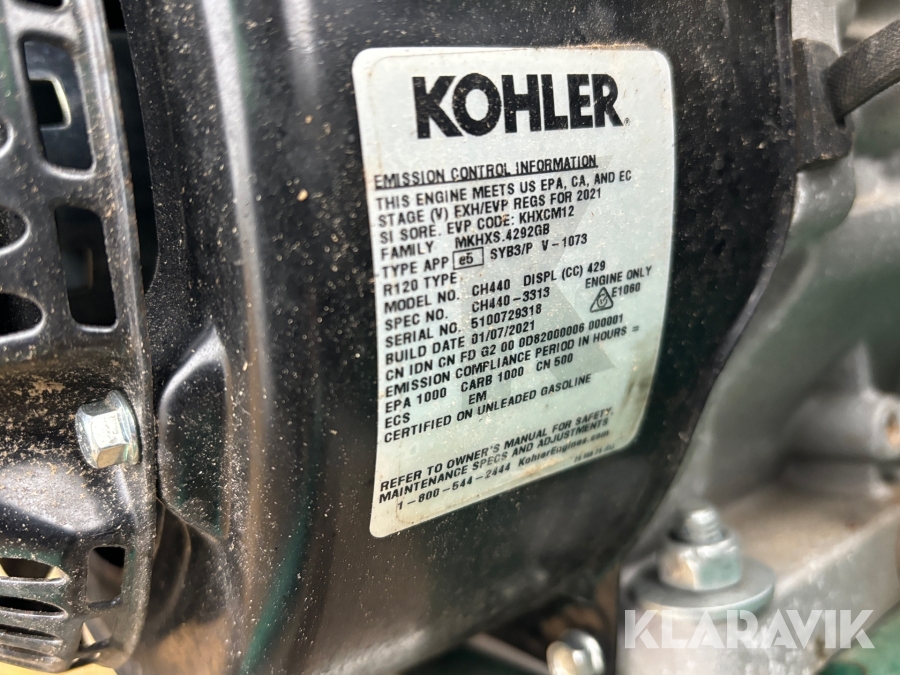 KOHLER
EMISSION CONTROL INFORMATION
THIS ENGINE MEETS US EPA, CA, AND EC
STAGE (V) EXH/EVP REGS FOR 2021
SI SORE. EVP CODE: KHXCM12
FAMILY MKHXS.4292GB
TYPE APP e5 SYB3/P V-1073
R120 TYPE
MODEL NO. CH440 DISPL (CC) 429
SPEC NO. CH440-3313 ENGINE ONLY
SERIAL NO. 5100729318 E1060
BUILD DATE 01/07/2021
CN IDN CN FD G2 00 0D82000006 000001
EMISSION COMPLIANCE PERIOD IN HOURS =
EPA 1000 CARB 1000 CN 500
ECS EM
CERTIFIED ON UNLEADED GASOLINE
REFER TO OWNER'S MANUAL FOR SAFETY,
MAINTENANCE SPECS AND ADJUSTMENTS
1-800-544-2444 KohlerEngines.com
KLARAVIK